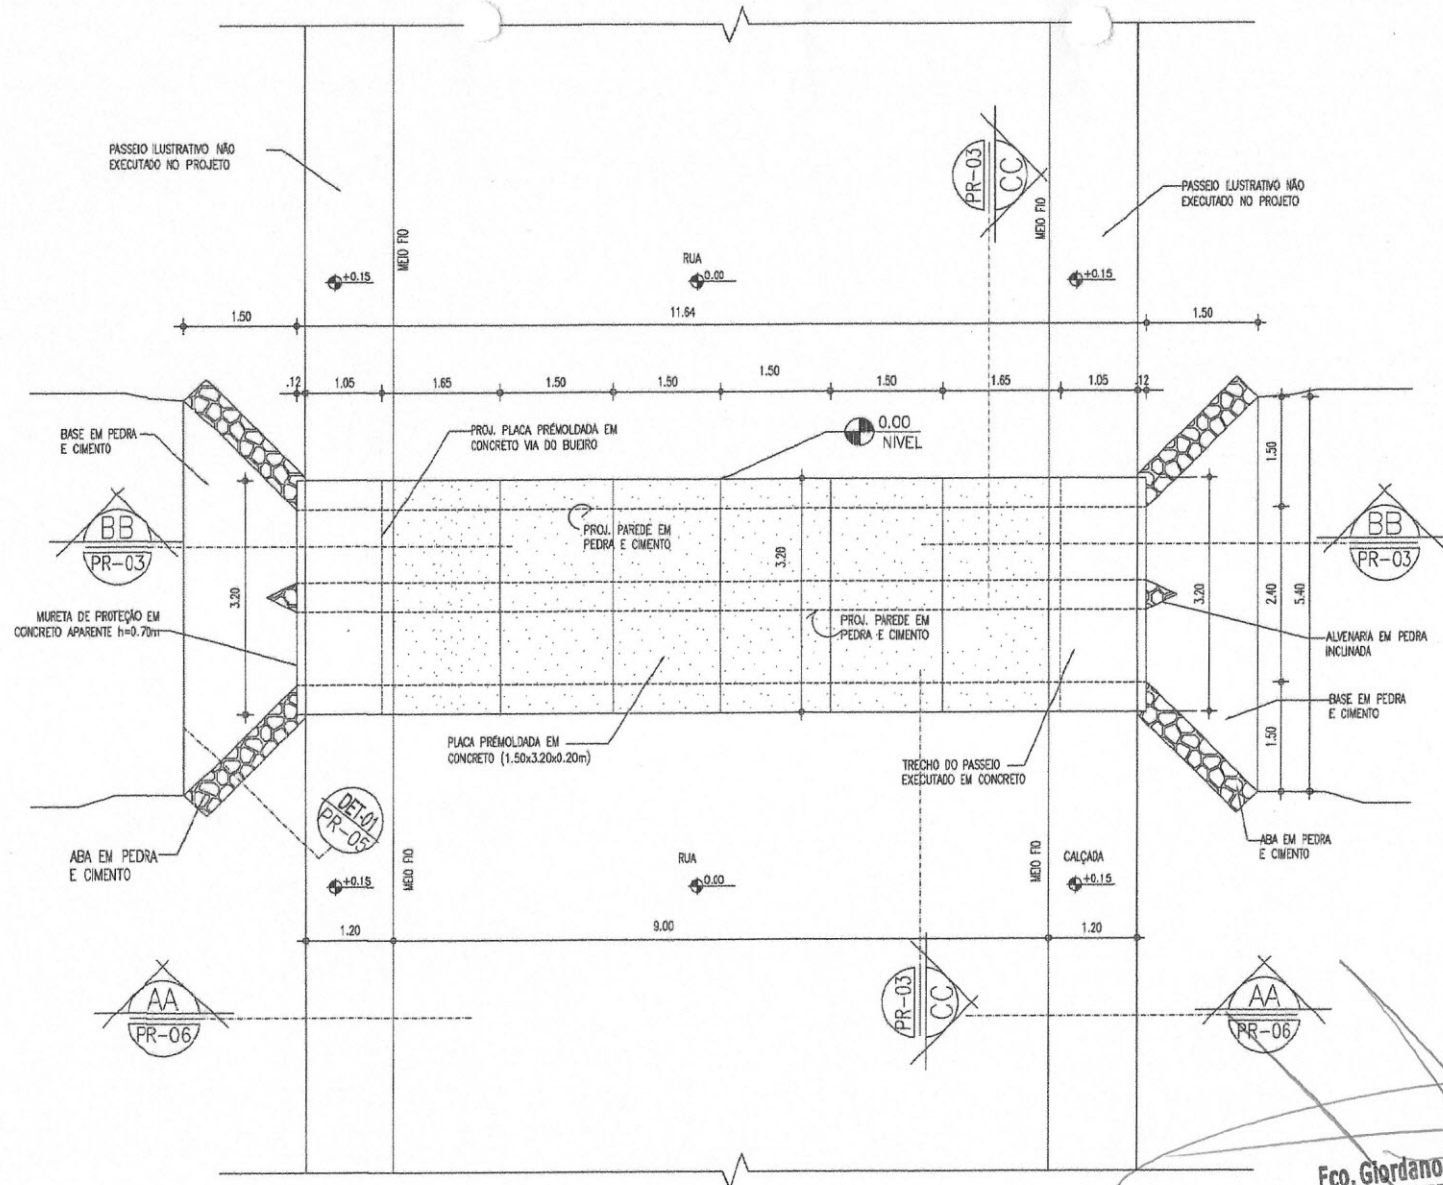 PASSEIO ILUSTRATIVO NÃO
EXECUTADO NO PROJETO
MEIO FIO
+0.15
RUA
0.00
PR-03
CC
MEIO FIO
+0.15
PASSEIO ILUSTRATIVO NÃO
EXECUTADO NO PROJETO
1.50
11.64
1.50
.12
1.05
1.65
1.50
1.50
1.50
1.50
1.65
1.05
.12
BASE EM PEDRA
E CIMENTO
PROJ. PLACA PRÉMOLDADA EM
CONCRETO VIA DO BUEIRO
0.00
NIVEL
1.50
BB
PR-03
PROJ. PAREDE EM
PEDRA E CIMENTO
BB
PR-03
3.20
3.20
3.20
2.40
5.40
MURETA DE PROTEÇÃO EM
CONCRETO APARENTE h=0.70m
PROJ. PAREDE EM
PEDRA E CIMENTO
ALVENARIA EM PEDRA
INCLINADA
BASE EM PEDRA
E CIMENTO
1.50
PLACA PRÉMOLDADA EM
CONCRETO (1.50x3.20x0.20m)
TRECHO DO PASSEIO
EXECUTADO EM CONCRETO
DET-01
PR-05
ABA EM PEDRA
E CIMENTO
ABA EM PEDRA
E CIMENTO
MEIO FIO
+0.15
RUA
0.00
MEIO FIO
CALÇADA
+0.15
1.20
9.00
1.20
AA
PR-06
PR-03
CC
AA
PR-06
Fco. Giordano